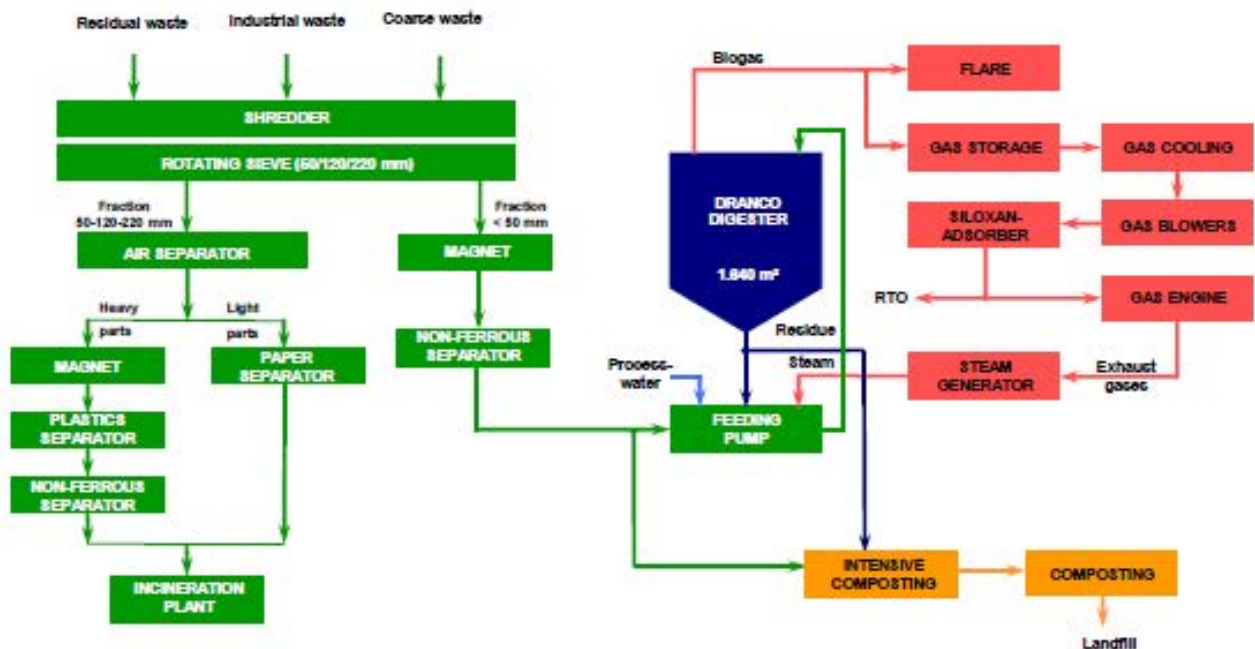 Residual waste
Industrial waste
Coarse waste
SHREDDER
ROTATING SIEVE (50/120/220 mm)
Fraction
50-120-220 mm
Fraction
< 50 mm
AIR SEPARATOR
MAGNET
Heavy
parts
Light
parts
MAGNET
PAPER
SEPARATOR
NON-FERROUS
SEPARATOR
PLASTICS
SEPARATOR
NON-FERROUS
SEPARATOR
INCINERATION
PLANT
Biogas
FLARE
GAS STORAGE
GAS COOLING
DRANCO
DIGESTER
1.640 m³
SILOXAN-
ADSORBER
GAS BLOWERS
RTO
GAS ENGINE
Residue
Steam
Process-
water
STEAM
GENERATOR
Exhaust
gases
FEEDING
PUMP
INTENSIVE
COMPOSTING
COMPOSTING
Landfill